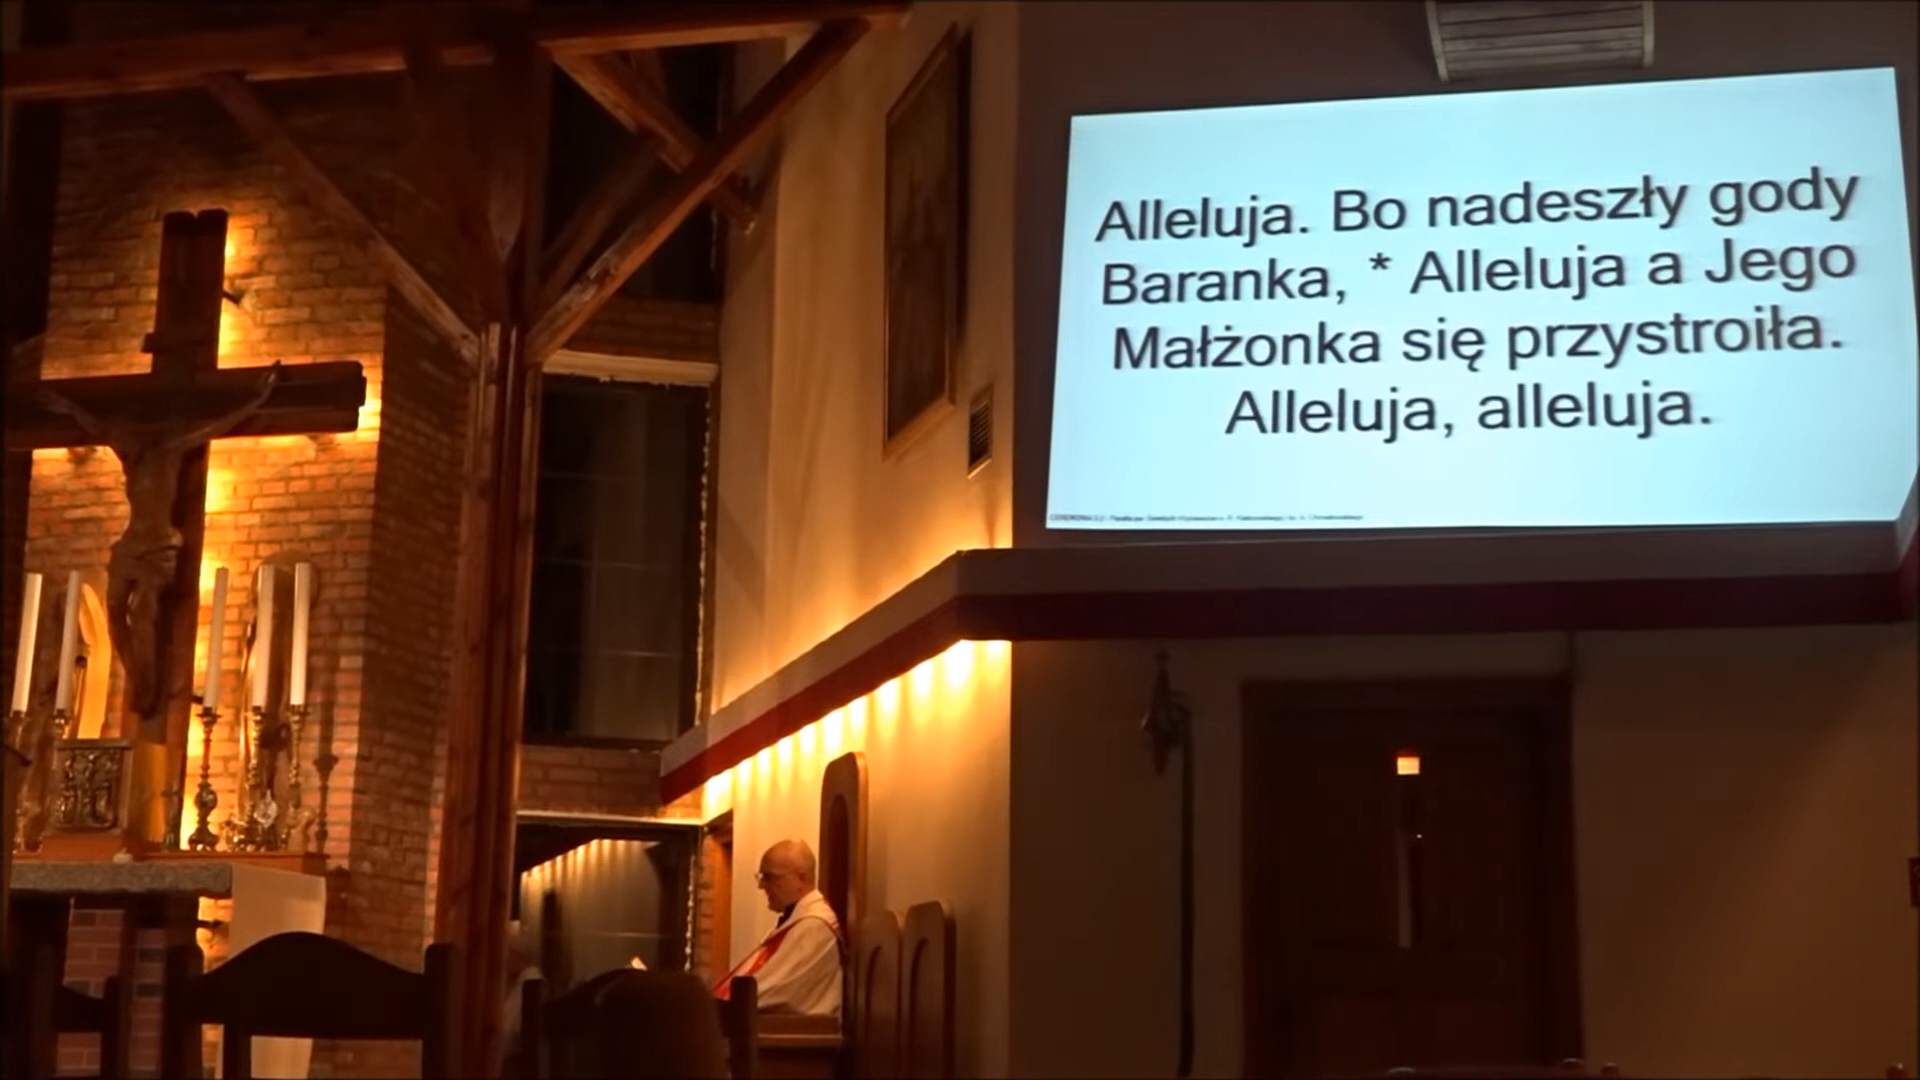 Alleluja. Bo nadeszły gody
Baranka, * Alleluja a Jego
Małżonka się przystroiła.
Alleluja, alleluja.